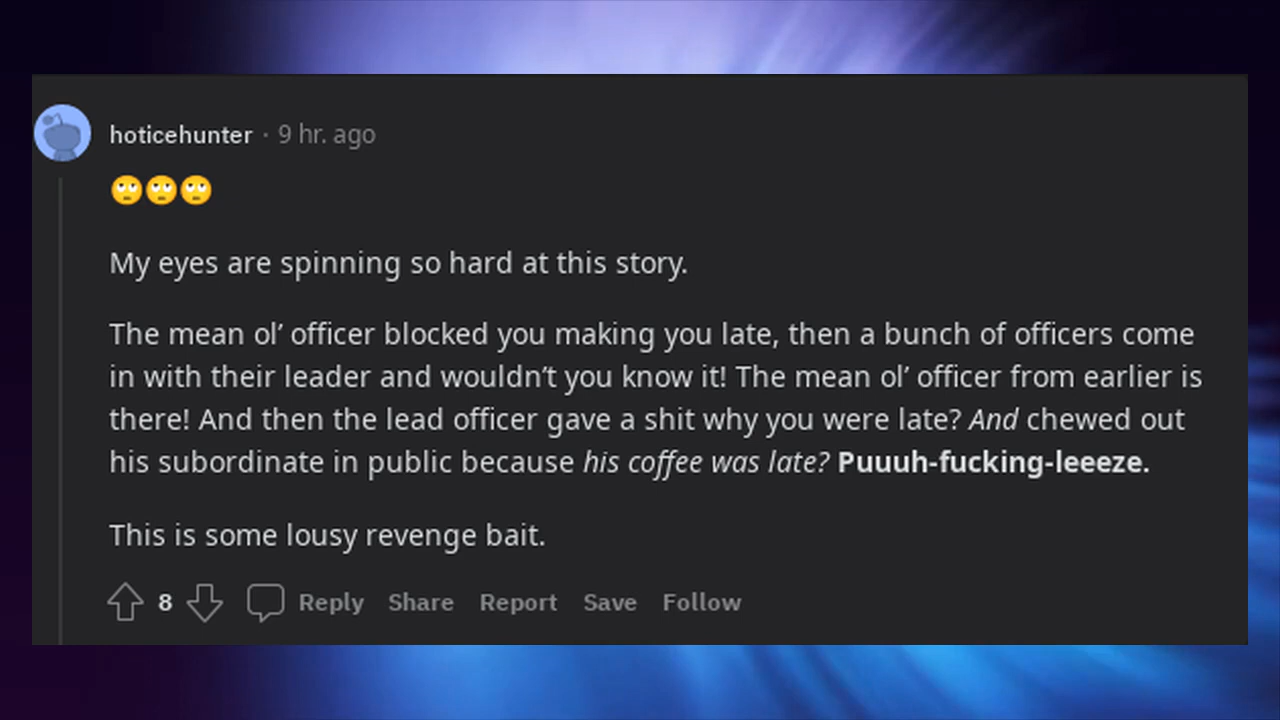 hoticehunter · 9 hr. ago
🙄🙄🙄
My eyes are spinning so hard at this story.
The mean ol’ officer blocked you making you late, then a bunch of officers come
in with their leader and wouldn’t you know it! The mean ol’ officer from earlier is
there! And then the lead officer gave a shit why you were late? And chewed out
his subordinate in public because his coffee was late? Puuuh-fucking-leeeze.
This is some lousy revenge bait.
8 Reply Share Report Save Follow